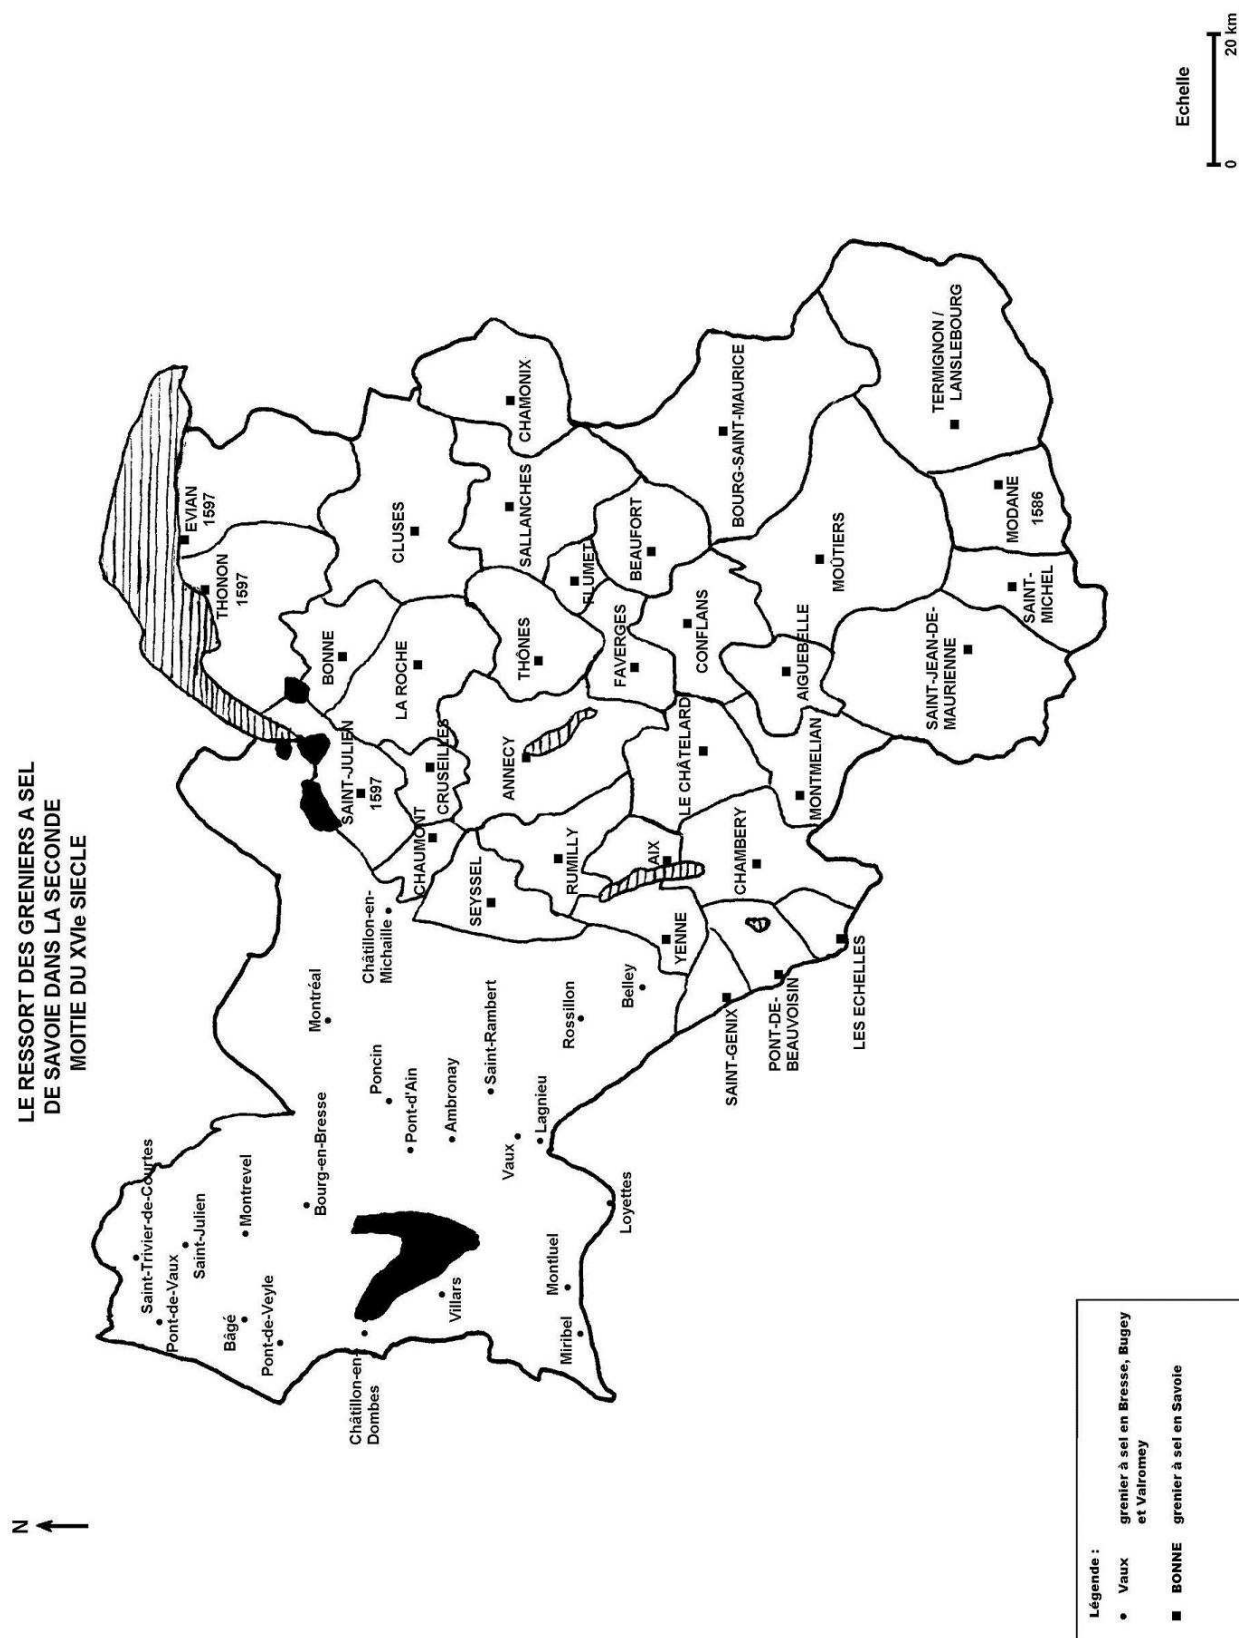 LE RESSORT DES GRENIERS A SEL
DE SAVOIE DANS LA SECONDE
MOITIE DU XVIe SIECLE
N
Saint-Trivier-de-Courtes
Pont-de-Vaux
Saint-Julien
Bâgé
Montrevel
Pont-de-Veyle
Bourg-en-Bresse
Montréal
Châtillon-en-
Dombes
Poncin
Châtillon-en-
Michaille
Pont-d'Ain
Villars
Ambronay
Saint-Rambert
Vaux
Lagnieu
Montluel
Miribel
Loyettes
Rossillon
Belley
EVIAN
1597
THONON
1597
BONNE
SAINT-JULIEN
1597
CLUSES
LA ROCHE
CRUSEILLES
CHAUMONT
SEYSSEL
CHAMONIX
SALLANCHES
THÔNES
ANNECY
RUMILLY
FLUMET
FAVERGES
BEAUFORT
AIX
YENNE
CONFLANS
LE CHÂTELARD
BOURG-SAINT-MAURICE
SAINT-GENIX
CHAMBERY
PONT-DE-
BEAUVOISIN
AIGUEBELLE
MONTMELIAN
MOÛTIERS
LES ECHELLES
TERMIGNON /
LANSLEBOURG
SAINT-JEAN-DE-
MAURIENNE
MODANE
1586
SAINT-
MICHEL
Légende :
Vaux grenier à sel en Bresse, Bugey
et Valromey
BONNE grenier à sel en Savoie
Echelle
0 20 km